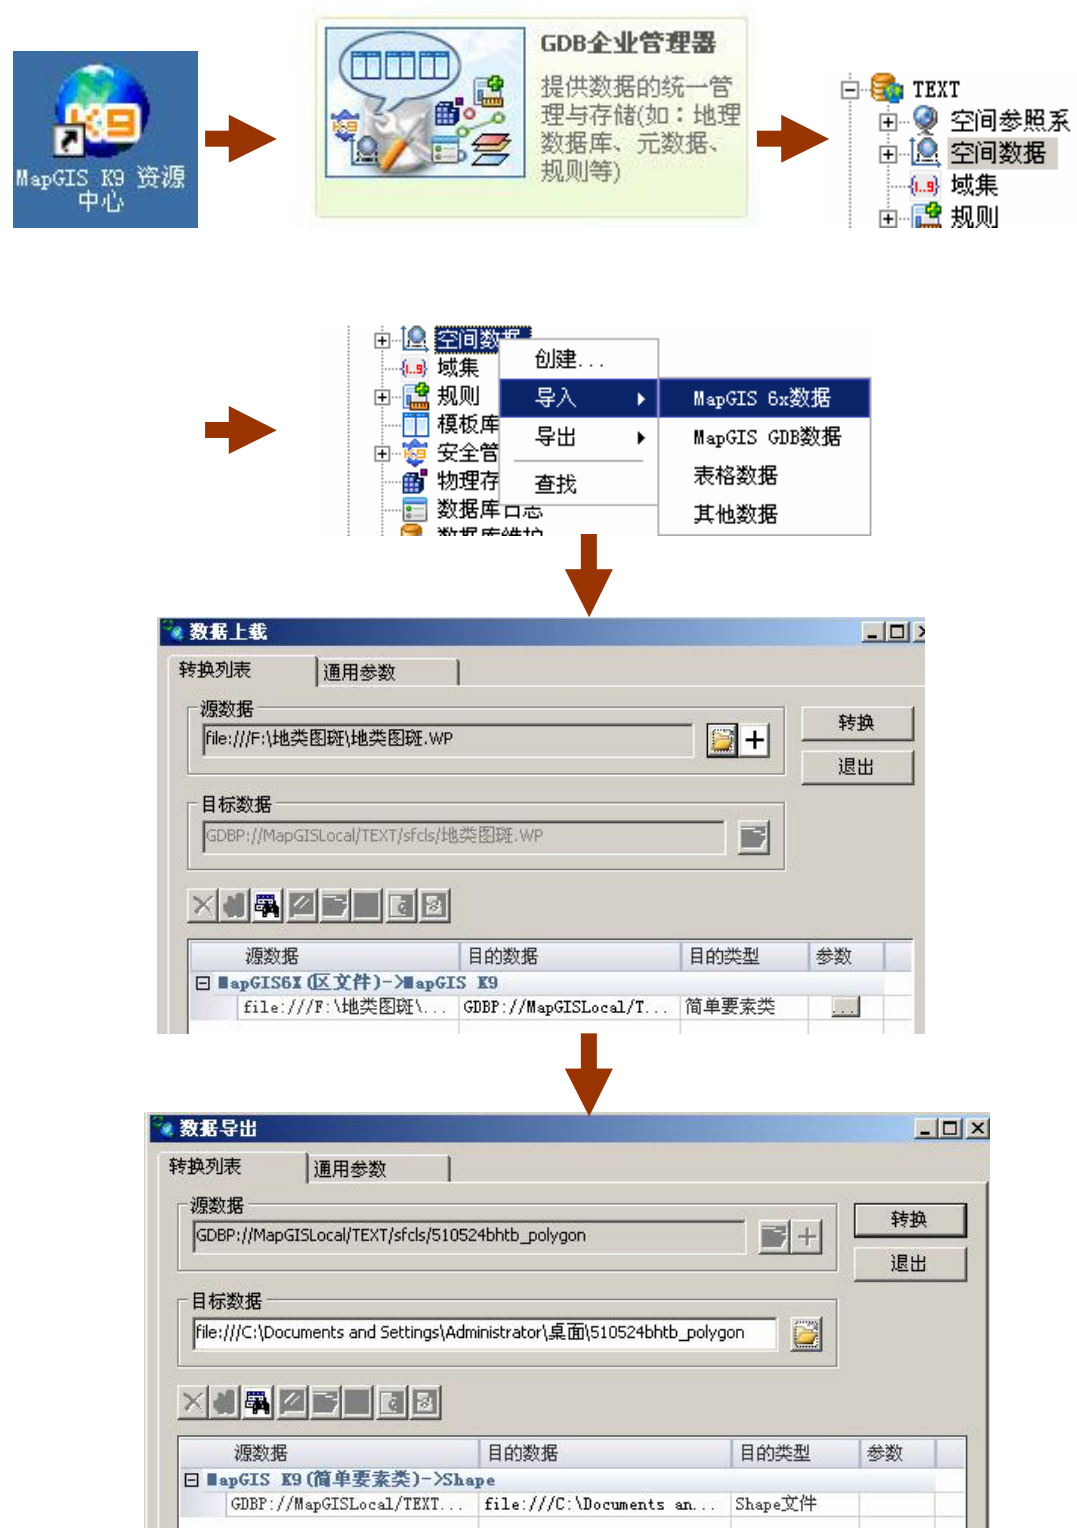 MapGIS K9 资源
中心
GDB企业管理器
提供数据的统一管
理与存储(如：地理
数据库、元数据、
规则等)
TEXT
空间参照系
空间数据
域集
规则
空间数据
域集
规则
模板库
安全管
物理存
数据库日志
数据库维护
创建...
导入
导出
查找
MapGIS 6x数据
MapGIS GDB数据
表格数据
其他数据
数据上载
转换列表 通用参数
源数据
file:///F:\地类图斑\地类图斑.WP
转换
退出
目标数据
GDBP://MapGISLocal/TEXT/sfcls/地类图斑.WP
源数据 目的数据 目的类型 参数
MapGIS6X(区文件)->MapGIS K9
file:///F:\地类图斑\... GDBP://MapGISLocal/T... 简单要素类 ...
数据导出
转换列表 通用参数
源数据
GDBP://MapGISLocal/TEXT/sfcls/510524bhtb_polygon
转换
退出
目标数据
file:///C:\Documents and Settings\Administrator\桌面\510524bhtb_polygon
源数据 目的数据 目的类型 参数
MapGIS K9(简单要素类)->Shape
GDBP://MapGISLocal/TEXT... file:///C:\Documents an... Shape文件